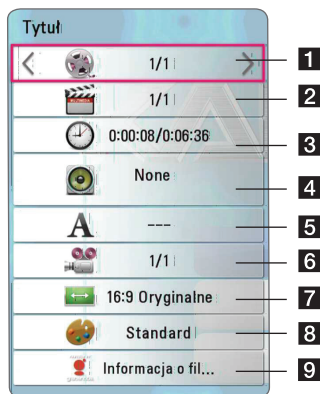 Tytuł
1/1 1
1/1 2
0:00:08/0:06:36 3
None 4
A --- 5
1/1 6
16:9 Oryginalne 7
Standard 8
Informacja o fil... 9